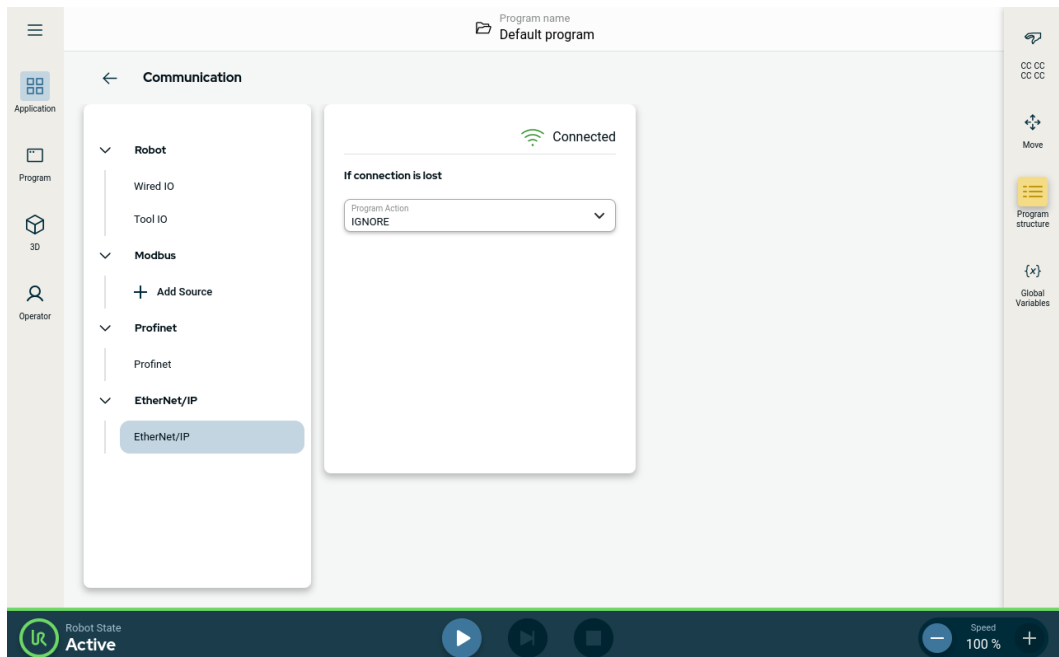 Program name
Default program
Communication
Application
Program
3D
Operator
Robot
Wired IO
Tool IO
Modbus
Add Source
Profinet
Profinet
EtherNet/IP
EtherNet/IP
Connected
If connection is lost
Program Action
IGNORE
CC CC
CC CC
Move
Program
structure
{x}
Global
Variables
UR
Robot State
Active
Speed
100 %